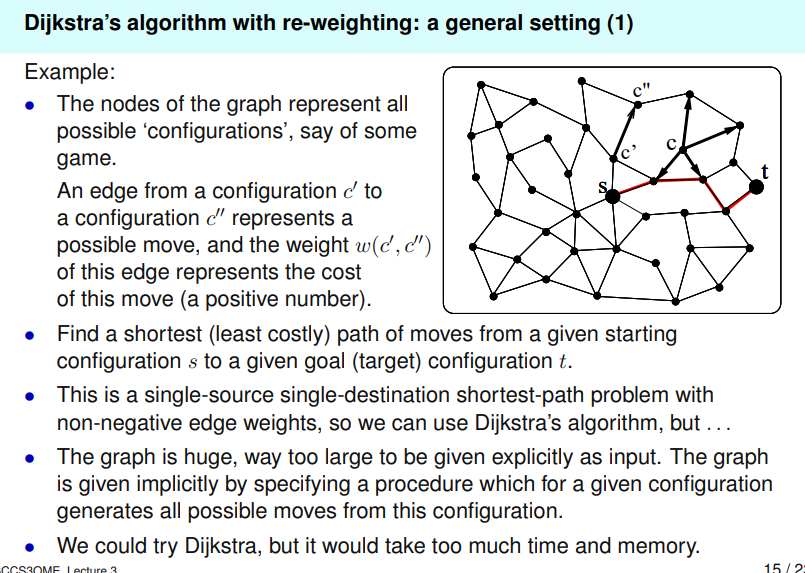 Dijkstra's algorithm with re-weighting: a general setting (1)
Example:
• The nodes of the graph represent all
possible ‘configurations’, say of some
game.
An edge from a configuration c′ to
a configuration c″ represents a
possible move, and the weight w(c′, c″)
of this edge represents the cost
of this move (a positive number).
c"
c'
c
s
t
• Find a shortest (least costly) path of moves from a given starting
configuration s to a given goal (target) configuration t.
• This is a single-source single-destination shortest-path problem with
non-negative edge weights, so we can use Dijkstra's algorithm, but ...
• The graph is huge, way too large to be given explicitly as input. The graph
is given implicitly by specifying a procedure which for a given configuration
generates all possible moves from this configuration.
• We could try Dijkstra, but it would take too much time and memory.
CCS3OME, Lecture 3
15 / 2